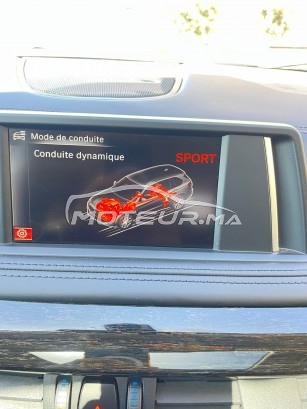 Mode de conduite
Conduite dynamique
SPORT
MOTEUR.MA